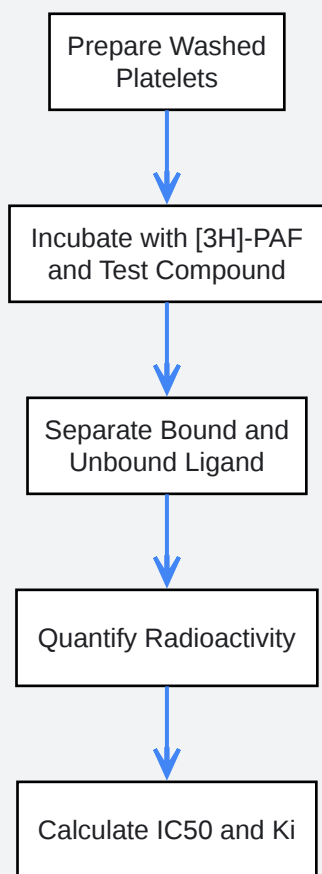 Prepare Washed
Platelets
Incubate with [3H]-PAF
and Test Compound
Separate Bound and
Unbound Ligand
Quantify Radioactivity
Calculate IC50 and Ki